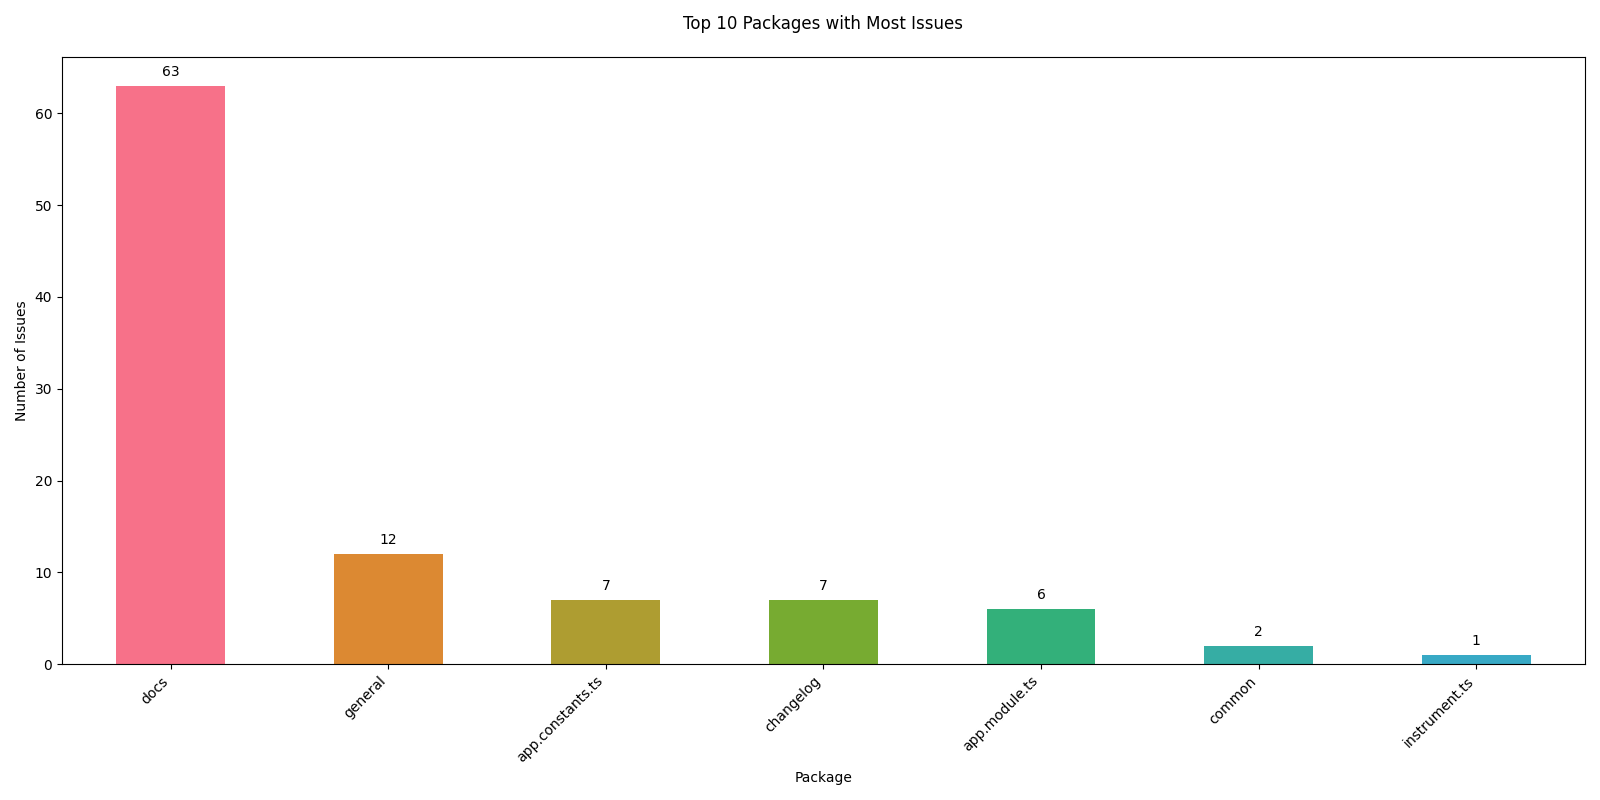 Top 10 Packages with Most Issues
63
12
7
7
6
2
1
60
50
40
30
20
10
0
Number of Issues
docs
general
app.constants.ts
changelog
app.module.ts
common
instrument.ts
Package